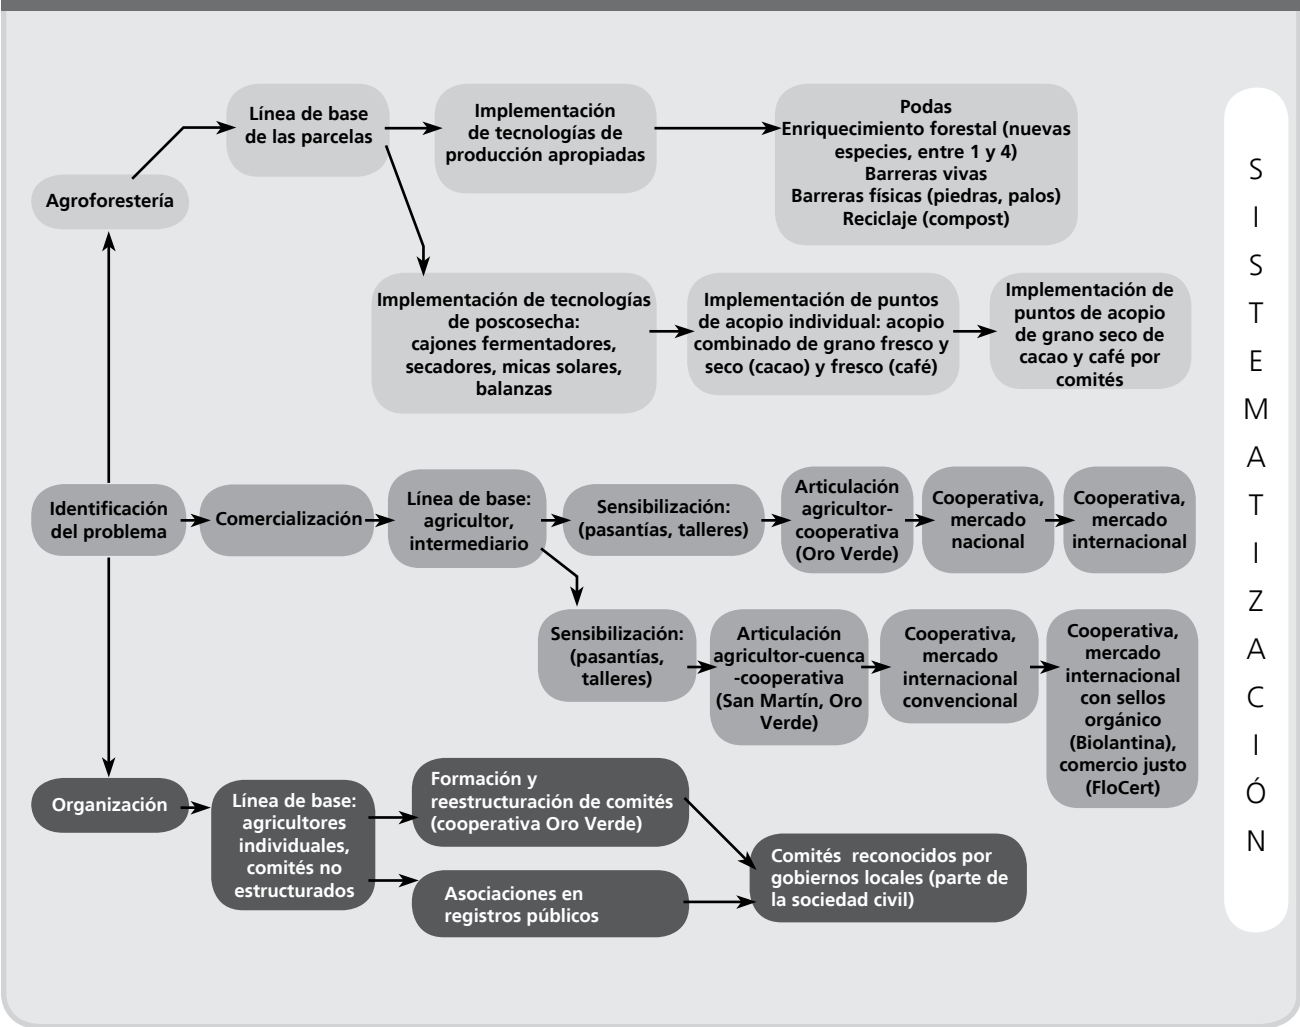 Línea de base
de las parcelas
Implementación
de tecnologías de
producción apropiadas
Podas
Enriquecimiento forestal (nuevas
especies, entre 1 y 4)
Barreras vivas
Barreras físicas (piedras, palos)
Reciclaje (compost)
Agroforestería
Implementación de tecnologías
de poscosecha:
cajones fermentadores,
secadores, micas solares,
balanzas
Implementación de puntos
de acopio individual: acopio
combinado de grano fresco y
seco (cacao) y fresco (café)
Implementación de
puntos de acopio
de grano seco de
cacao y café por
comités
Identificación
del problema
Comercialización
Línea de base:
agricultor,
intermediario
Sensibilización:
(pasantías, talleres)
Articulación
agricultor-
cooperativa
(Oro Verde)
Cooperativa,
mercado
nacional
Cooperativa,
mercado
internacional
Sensibilización:
(pasantías,
talleres)
Articulación
agricultor-cuenca
-cooperativa
(San Martín, Oro
Verde)
Cooperativa,
mercado
internacional
convencional
Cooperativa,
mercado
internacional
con sellos
orgánico
(Biolantina),
comercio justo
(FloCert)
Organización
Línea de base:
agricultores
individuales,
comités no
estructurados
Formación y
reestructuración de comités
(cooperativa Oro Verde)
Asociaciones en
registros públicos
Comités  reconocidos por
gobiernos locales (parte de
la sociedad civil)
S
I
S
T
E
M
A
T
I
Z
A
C
I
Ó
N